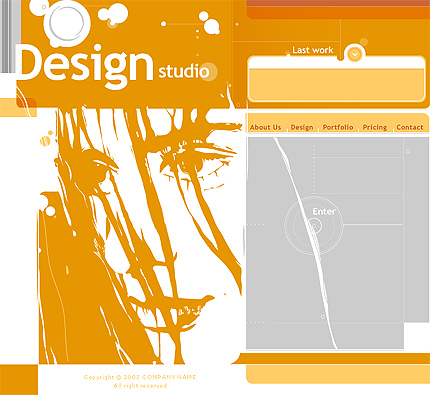 Design studio
Last work
About Us Design Portfolio Pricing Contact
Enter
Copyright @ 2002 COMPANY NAME
All right reserved